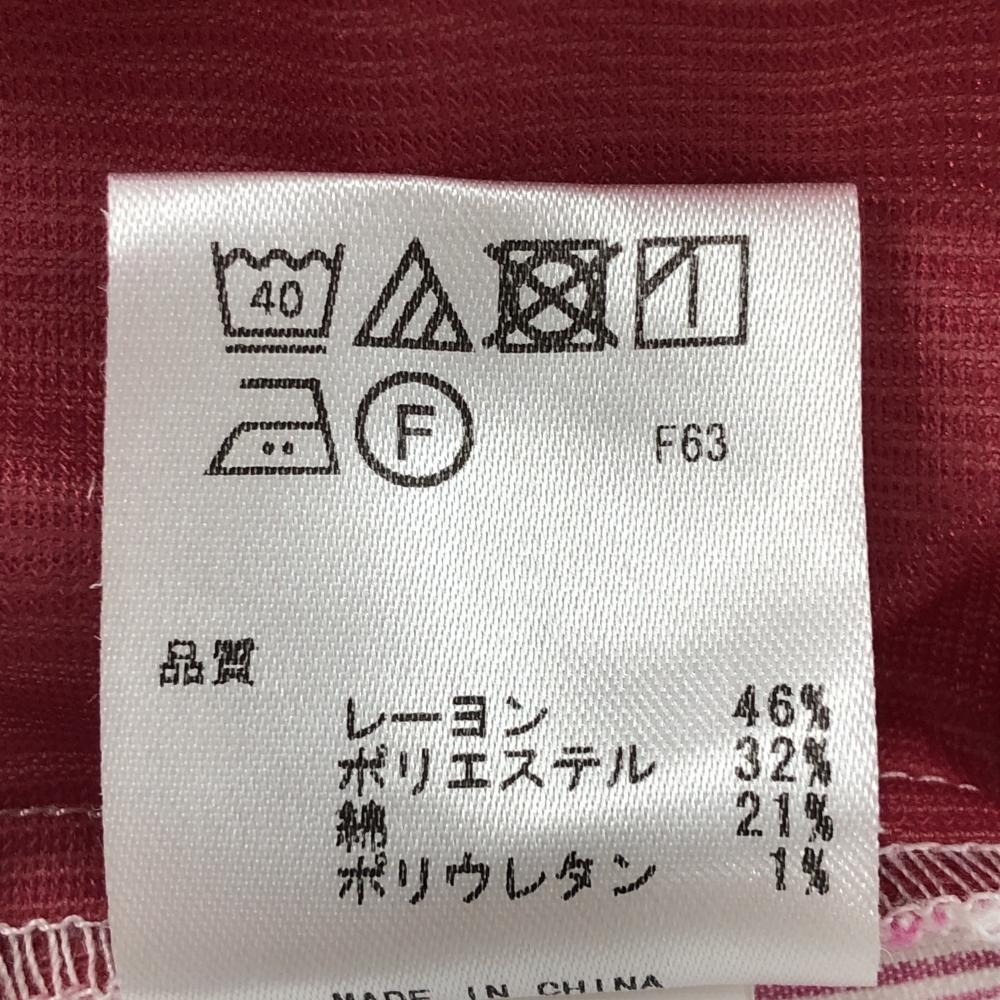 40
F F63
品質
レーヨン 46%
ポリエステル 32%
綿 21%
ポリウレタン 1%
MADE IN CHINA